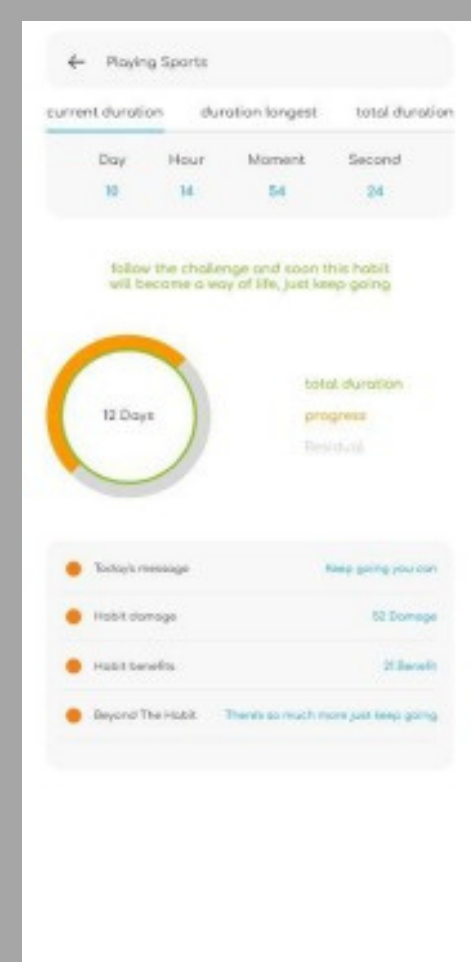 Playing Sports
current duration duration longest total duration
Day Hour Moment Second
10 14 54 24
follow the challenge and soon this habit
will become a way of life, just keep going
12 Days
total duration
progress
Residual
Today's message Keep going you can
Habit damage 52 Damage
Habit benefits 21 Benefit
Beyond The Habit There's so much more just keep going